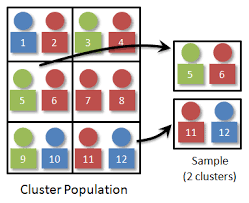 1 2 3 4
5 6 7 8
9 10 11 12
5 6
11 12
Cluster Population
Sample
(2 clusters)